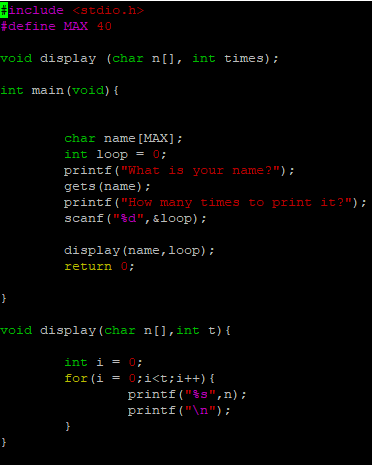 #include <stdio.h>
#define MAX 40

void display (char n[], int times);

int main(void){


        char name[MAX];
        int loop = 0;
        printf("What is your name?");
        gets(name);
        printf("How many times to print it?");
        scanf("%d",&loop);

        display(name,loop);
        return 0;

}

void display(char n[],int t){

        int i = 0;
        for(i = 0;i<t;i++){
                printf("%s",n);
                printf("\n");
        }
}